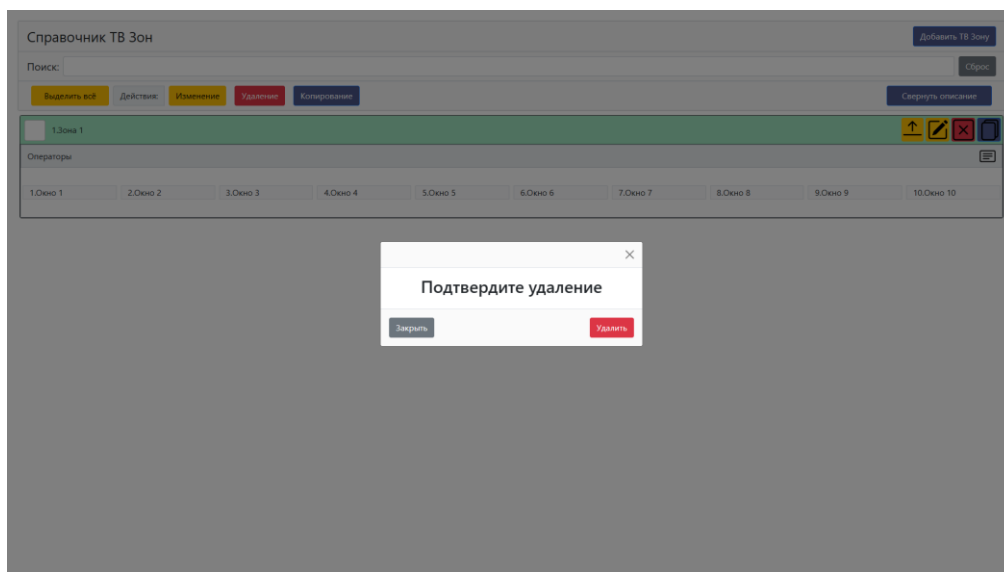 Справочник ТВ Зон
Добавить ТВ Зону
Поиск:
Сброс
Выделить всё Действия: Изменение Удаление Копирование Свернуть описание
1.Зона 1
Операторы
1.Окно 1 2.Окно 2 3.Окно 3 4.Окно 4 5.Окно 5 6.Окно 6 7.Окно 7 8.Окно 8 9.Окно 9 10.Окно 10
Подтвердите удаление
Закрыть Удалить